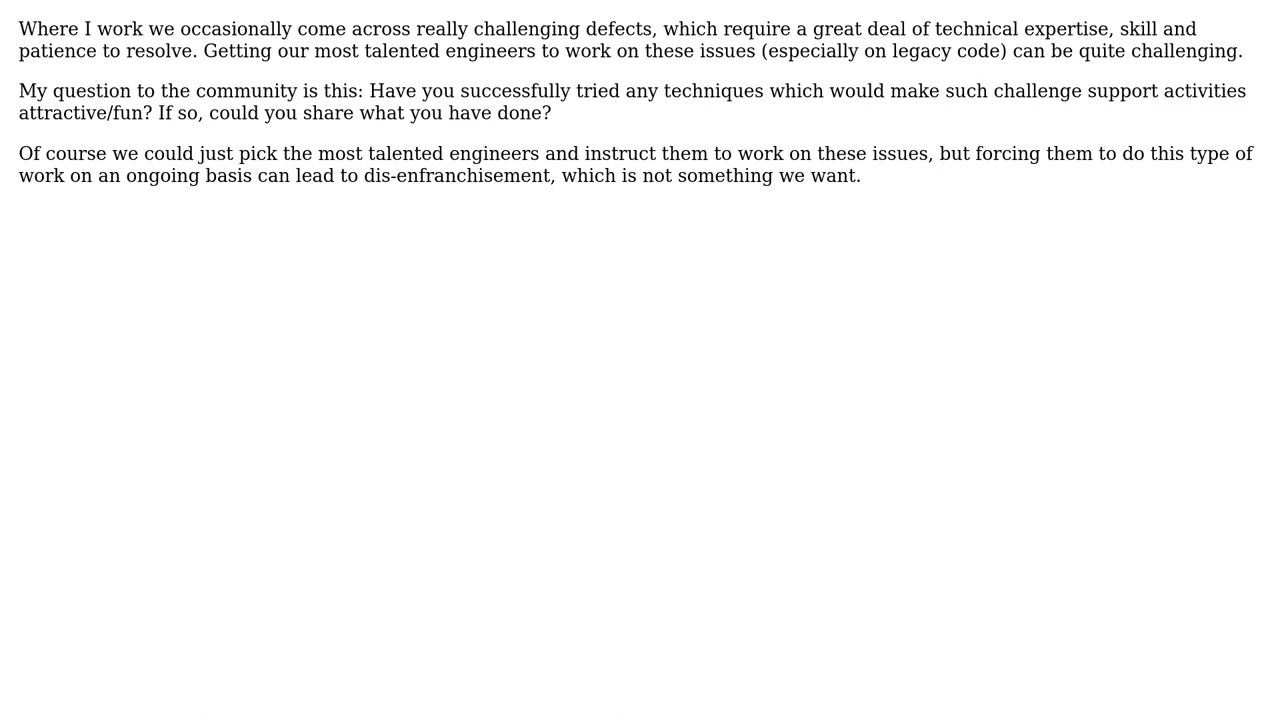 Where I work we occasionally come across really challenging defects, which require a great deal of technical expertise, skill and
patience to resolve. Getting our most talented engineers to work on these issues (especially on legacy code) can be quite challenging.
My question to the community is this: Have you successfully tried any techniques which would make such challenge support activities
attractive/fun? If so, could you share what you have done?
Of course we could just pick the most talented engineers and instruct them to work on these issues, but forcing them to do this type of
work on an ongoing basis can lead to dis-enfranchisement, which is not something we want.